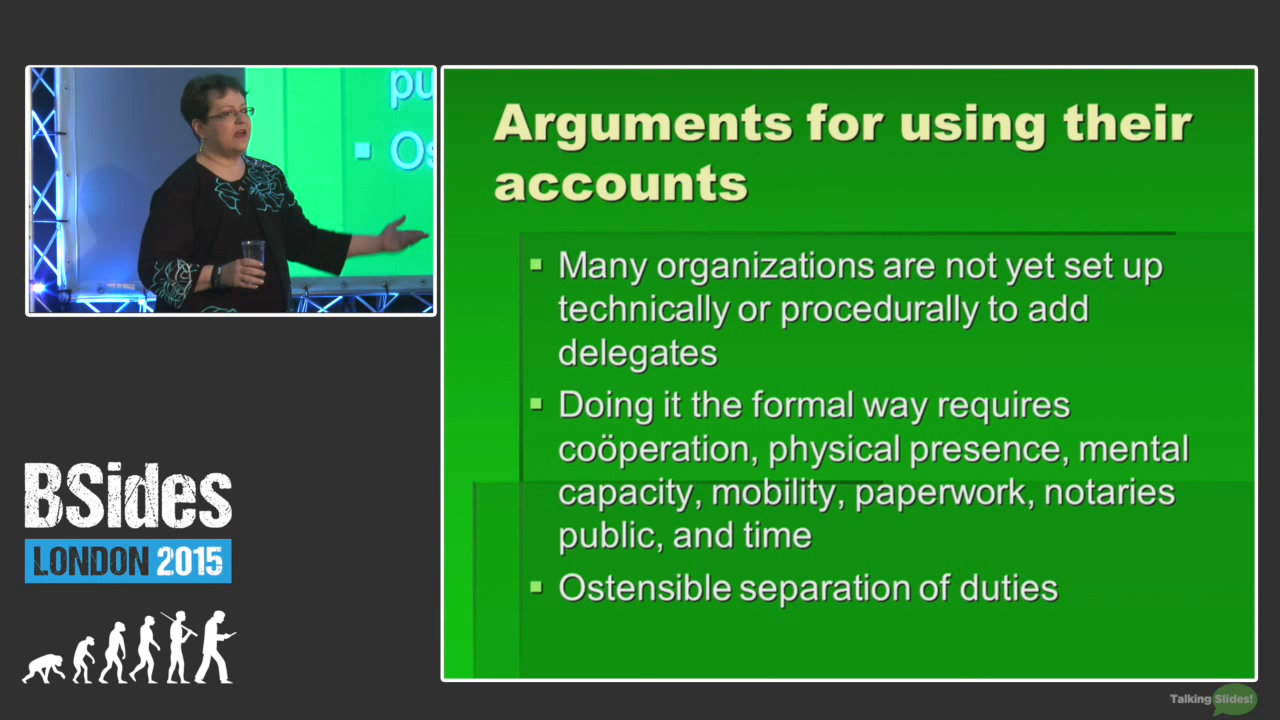 pu
Os
Arguments for using their
accounts
Many organizations are not yet set up
technically or procedurally to add
delegates
Doing it the formal way requires
coöperation, physical presence, mental
capacity, mobility, paperwork, notaries
public, and time
Ostensible separation of duties
BSides
LONDON 2015
Talking Slides!